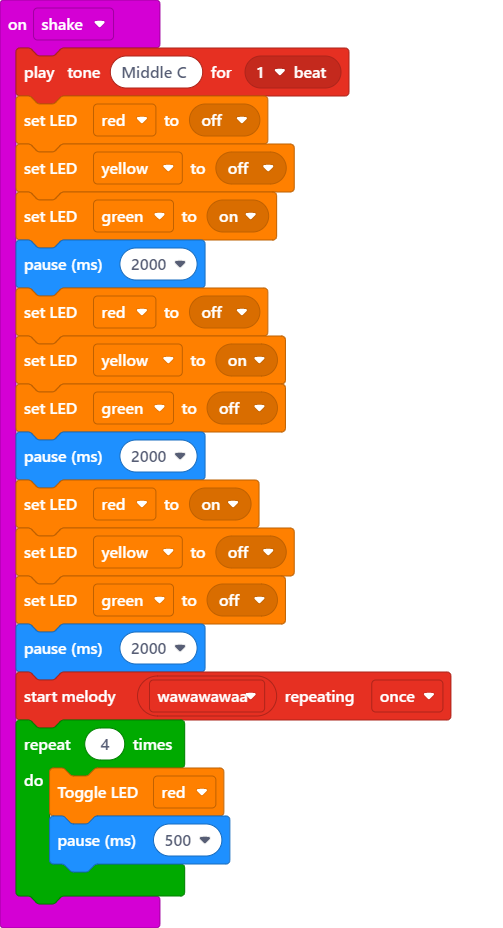 on shake
play tone Middle C for 1 beat
set LED red to off
set LED yellow to off
set LED green to on
pause (ms) 2000
set LED red to off
set LED yellow to on
set LED green to off
pause (ms) 2000
set LED red to on
set LED yellow to off
set LED green to off
pause (ms) 2000
start melody wawawawaa repeating once
repeat 4 times
do
Toggle LED red
pause (ms) 500